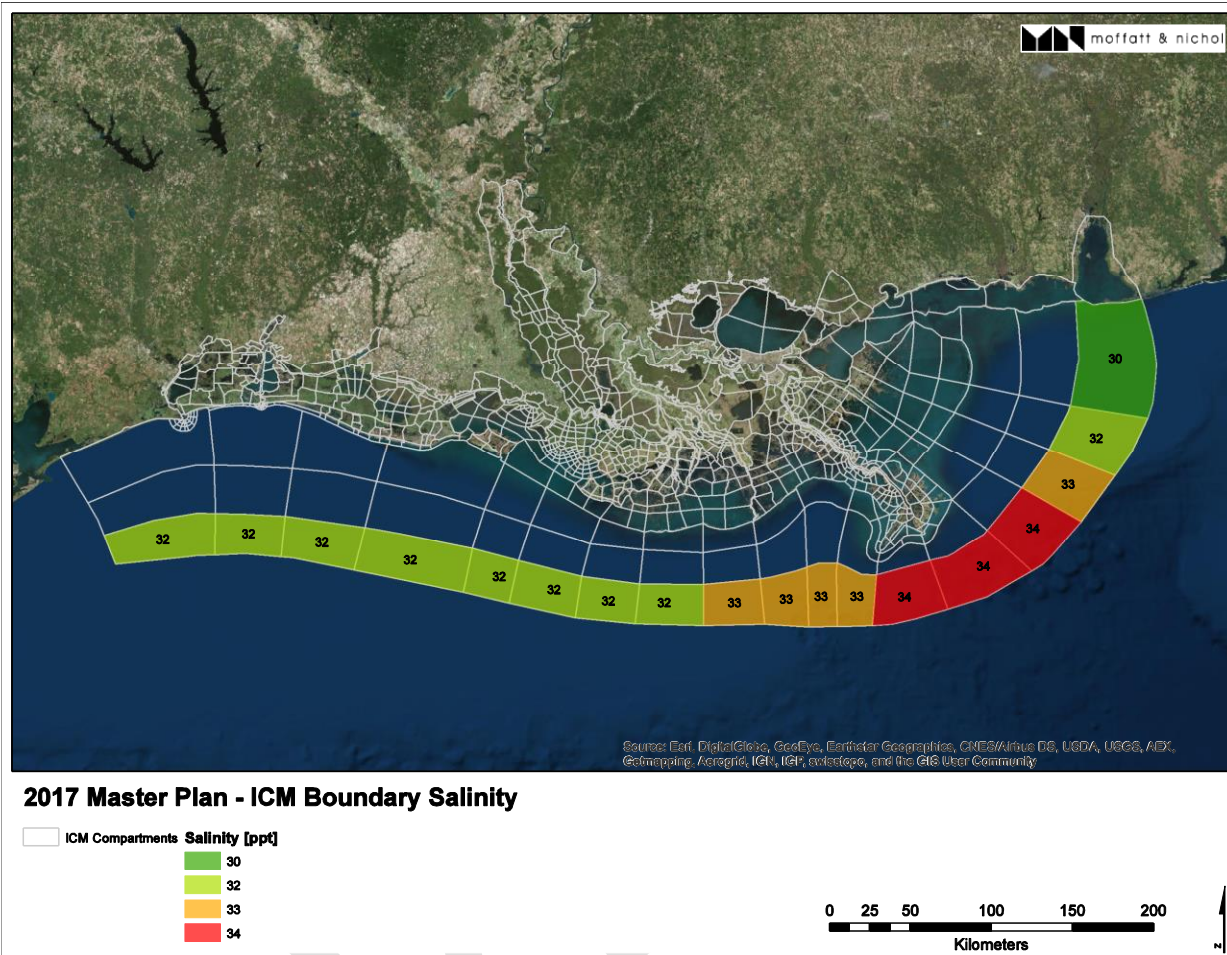 moffatt & nichol
30
32
33
34
34
34
32
32
32
32
32
32
32
32
33
33
33
33
Source: Esri, DigitalGlobe, GeoEye, Earthstar Geographics, CNES/Airbus DS, USDA, USGS, AEX,
Getmapping, Aerogrid, IGN, IGP, swisstopo, and the GIS User Community
2017 Master Plan - ICM Boundary Salinity
ICM Compartments Salinity [ppt]
30
32
33
34
0 25 50 100 150 200
Kilometers
N